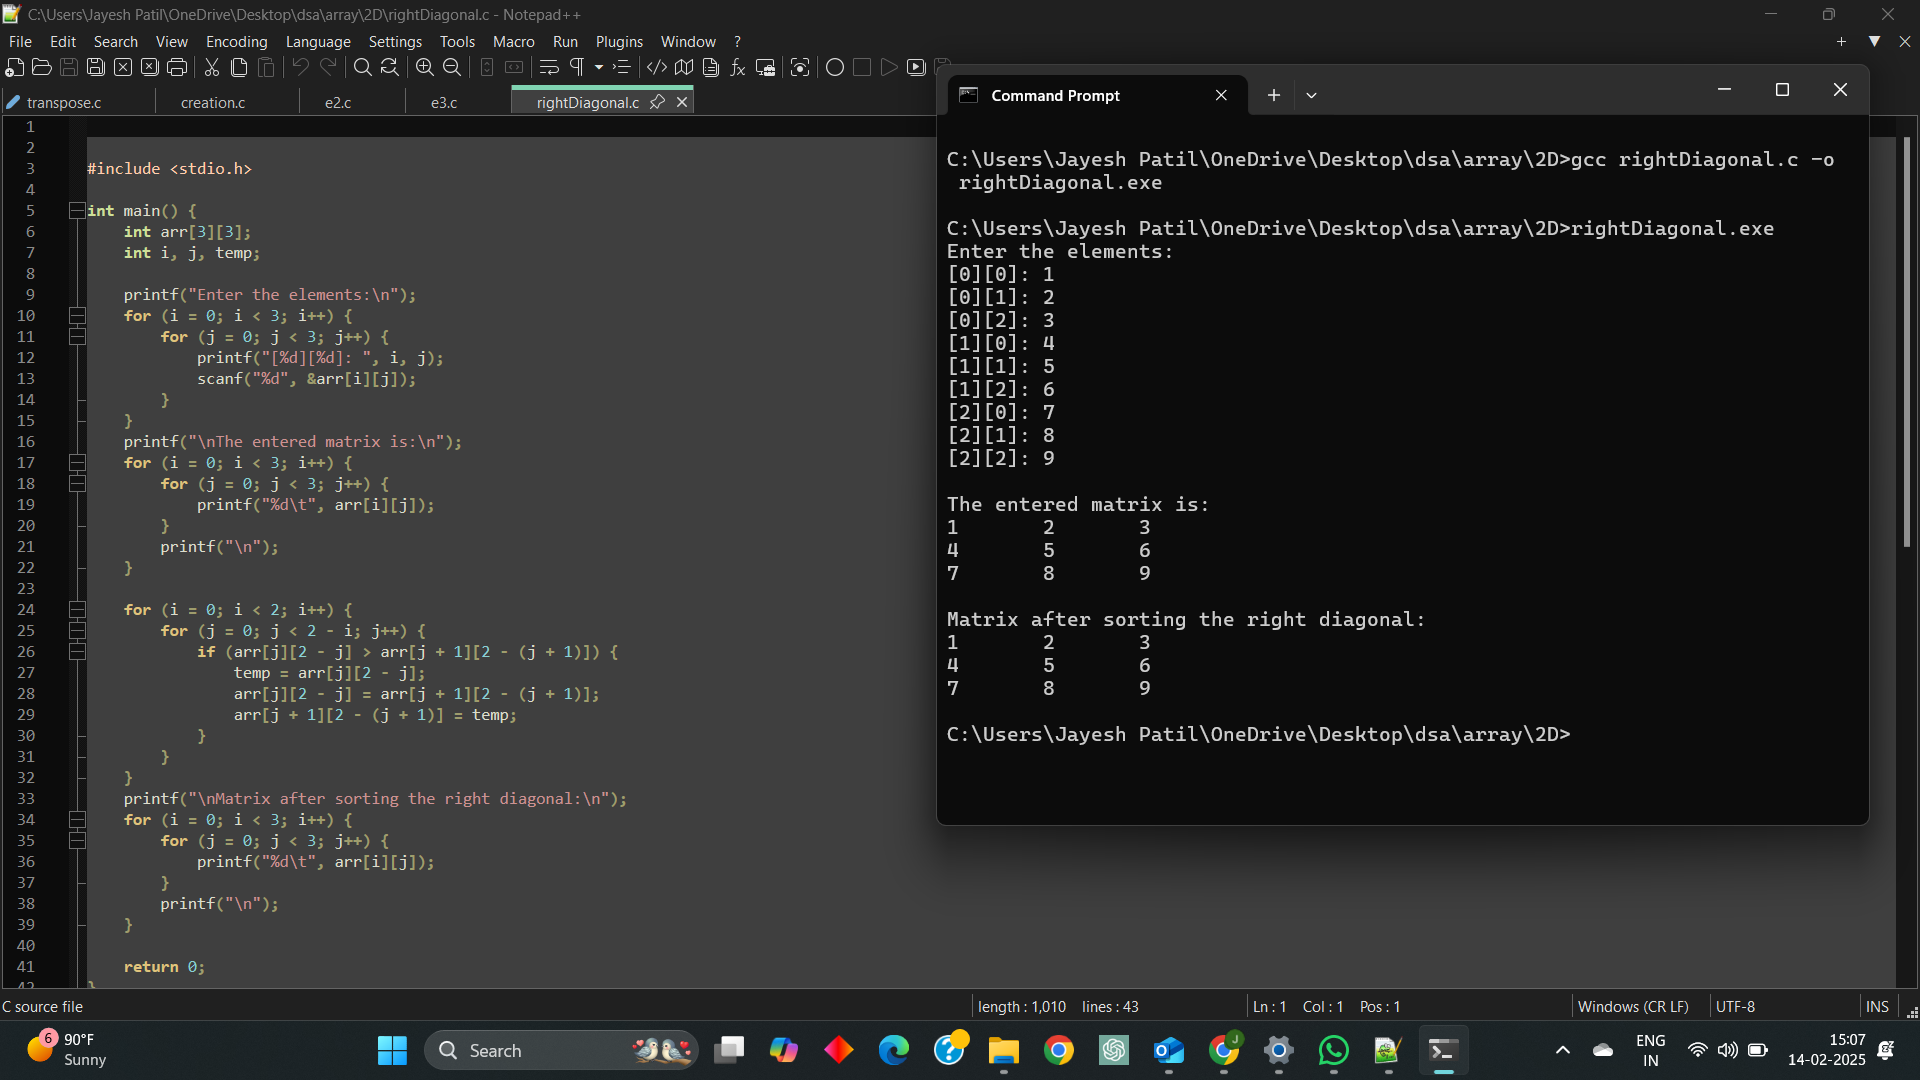 C:\Users\Jayesh Patil\OneDrive\Desktop\dsa\array\2D\rightDiagonal.c - Notepad++
File Edit Search View Encoding Language Settings Tools Macro Run Plugins Window ?
transpose.c creation.c e2.c e3.c rightDiagonal.c
1
2
3 #include <stdio.h>
4
5 int main() {
6 int arr[3][3];
7 int i, j, temp;
8
9 printf("Enter the elements:\n");
10 for (i = 0; i < 3; i++) {
11 for (j = 0; j < 3; j++) {
12 printf("[%d][%d]: ", i, j);
13 scanf("%d", &arr[i][j]);
14 }
15 }
16 printf("\nThe entered matrix is:\n");
17 for (i = 0; i < 3; i++) {
18 for (j = 0; j < 3; j++) {
19 printf("%d\t", arr[i][j]);
20 }
21 printf("\n");
22 }
23
24 for (i = 0; i < 2; i++) {
25 for (j = 0; j < 2 - i; j++) {
26 if (arr[j][2 - j] > arr[j + 1][2 - (j + 1)]) {
27 temp = arr[j][2 - j];
28 arr[j][2 - j] = arr[j + 1][2 - (j + 1)];
29 arr[j + 1][2 - (j + 1)] = temp;
30 }
31 }
32 }
33 printf("\nMatrix after sorting the right diagonal:\n");
34 for (i = 0; i < 3; i++) {
35 for (j = 0; j < 3; j++) {
36 printf("%d\t", arr[i][j]);
37 }
38 printf("\n");
39 }
40
41 return 0;
42 }
Command Prompt
C:\Users\Jayesh Patil\OneDrive\Desktop\dsa\array\2D>gcc rightDiagonal.c -o
rightDiagonal.exe
C:\Users\Jayesh Patil\OneDrive\Desktop\dsa\array\2D>rightDiagonal.exe
Enter the elements:
[0][0]: 1
[0][1]: 2
[0][2]: 3
[1][0]: 4
[1][1]: 5
[1][2]: 6
[2][0]: 7
[2][1]: 8
[2][2]: 9
The entered matrix is:
1 2 3
4 5 6
7 8 9
Matrix after sorting the right diagonal:
1 2 3
4 5 6
7 8 9
C:\Users\Jayesh Patil\OneDrive\Desktop\dsa\array\2D>
C source file length : 1,010 lines : 43 Ln : 1 Col : 1 Pos : 1 Windows (CR LF) UTF-8 INS
6 90°F
Sunny
Search
J
ENG
IN
15:07
14-02-2025